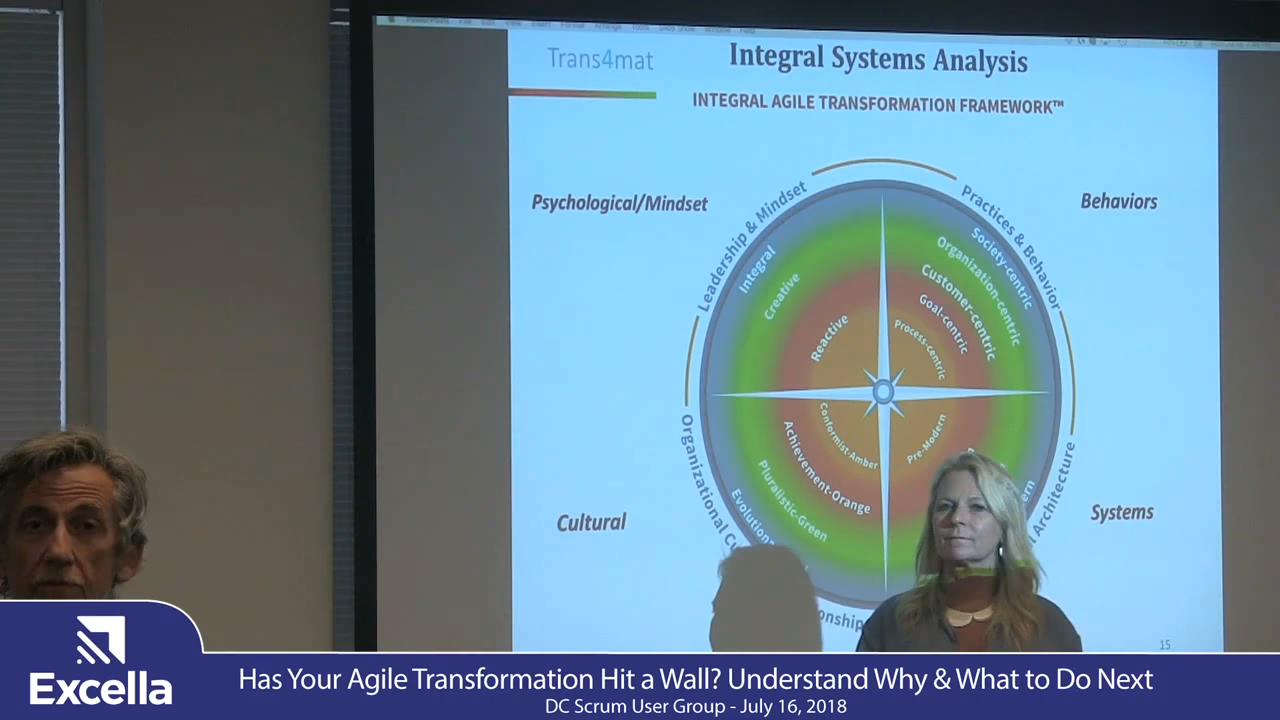 Trans4mat
Integral Systems Analysis
INTEGRAL AGILE TRANSFORMATION FRAMEWORK™
Psychological/Mindset
Behaviors
Leadership & Mindset
Practices & Behavior
Integral
Creative
Reactive
Society-centric
Organization-centric
Customer-centric
Goal-centric
Process-centric
Conformist-Amber
Achievement-Orange
Pluralistic-Green
Pre-Modern
Organizational
Architecture
Cultural
Systems
15
Excella
Has Your Agile Transformation Hit a Wall? Understand Why & What to Do Next
DC Scrum User Group - July 16, 2018